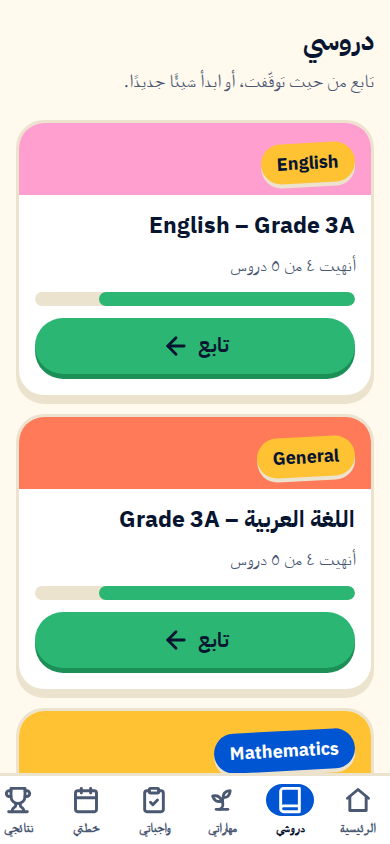 دروسي
تابع من حيث توقّفت، أو ابدأ شيئًا جديدًا.
English
English – Grade 3A
أنهيت ٤ من ٥ دروس
تابع ←
General
اللغة العربية – Grade 3A
أنهيت ٤ من ٥ دروس
تابع ←
Mathematics
الرئيسية
دروسي
مهاراتي
واجباتي
خطتي
نتائجي